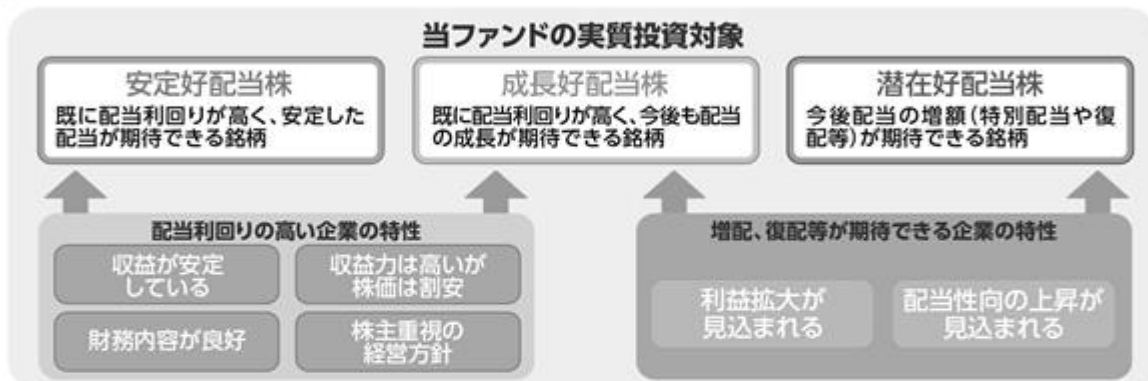 当ファンドの実質投資対象
安定好配当株
既に配当利回りが高く、安定した
配当が期待できる銘柄
成長好配当株
既に配当利回りが高く、今後も配当
の成長が期待できる銘柄
潜在好配当株
今後配当の増額(特別配当や復
配等)が期待できる銘柄
配当利回りの高い企業の特性
収益が安定
している
収益力は高いが
株価は割安
財務内容が良好
株主重視の
経営方針
増配、復配等が期待できる企業の特性
利益拡大が
見込まれる
配当性向の上昇が
見込まれる